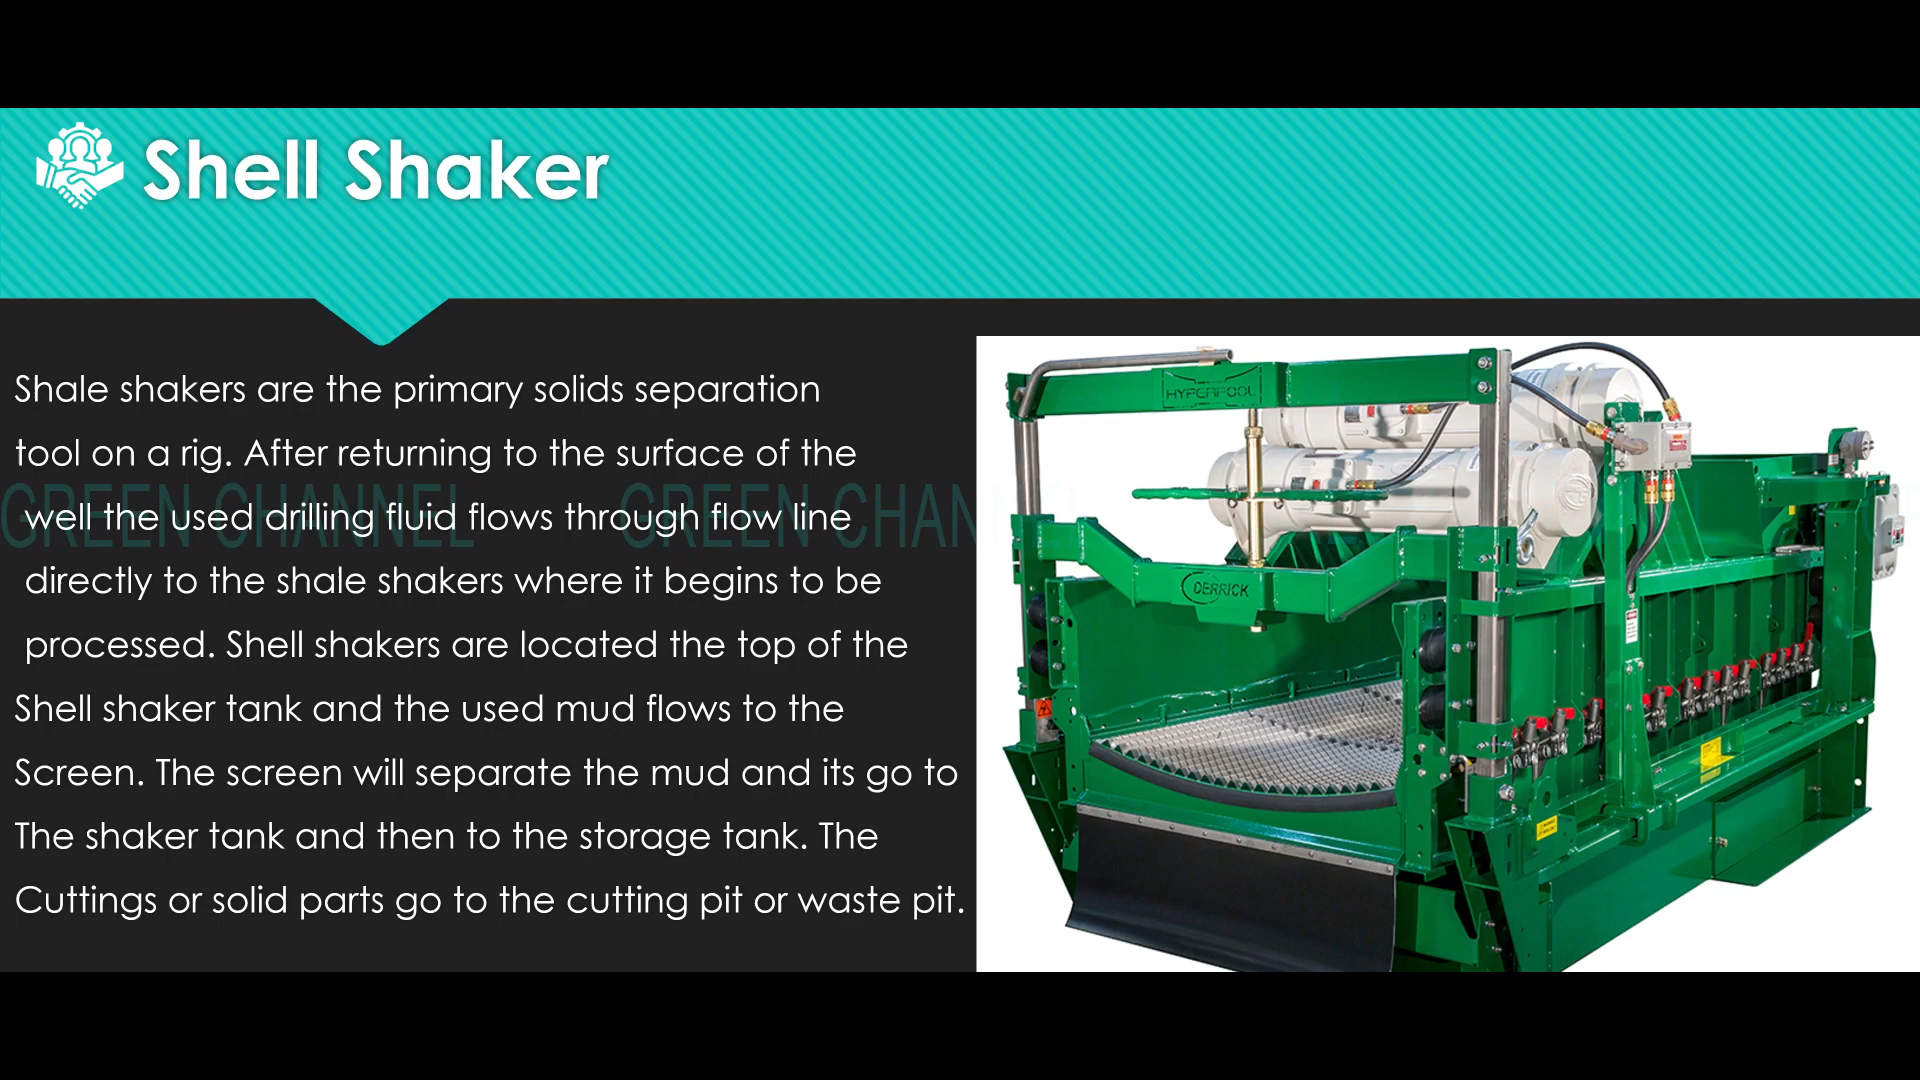 Shell Shaker
Shale shakers are the primary solids separation
tool on a rig. After returning to the surface of the
well the used drilling fluid flows through flow line
directly to the shale shakers where it begins to be
processed. Shell shakers are located the top of the
Shell shaker tank and the used mud flows to the
Screen. The screen will separate the mud and its go to
The shaker tank and then to the storage tank. The
Cuttings or solid parts go to the cutting pit or waste pit.
GREEN CHANNEL
GREEN CHAN
HYPERPOOL
DERRICK